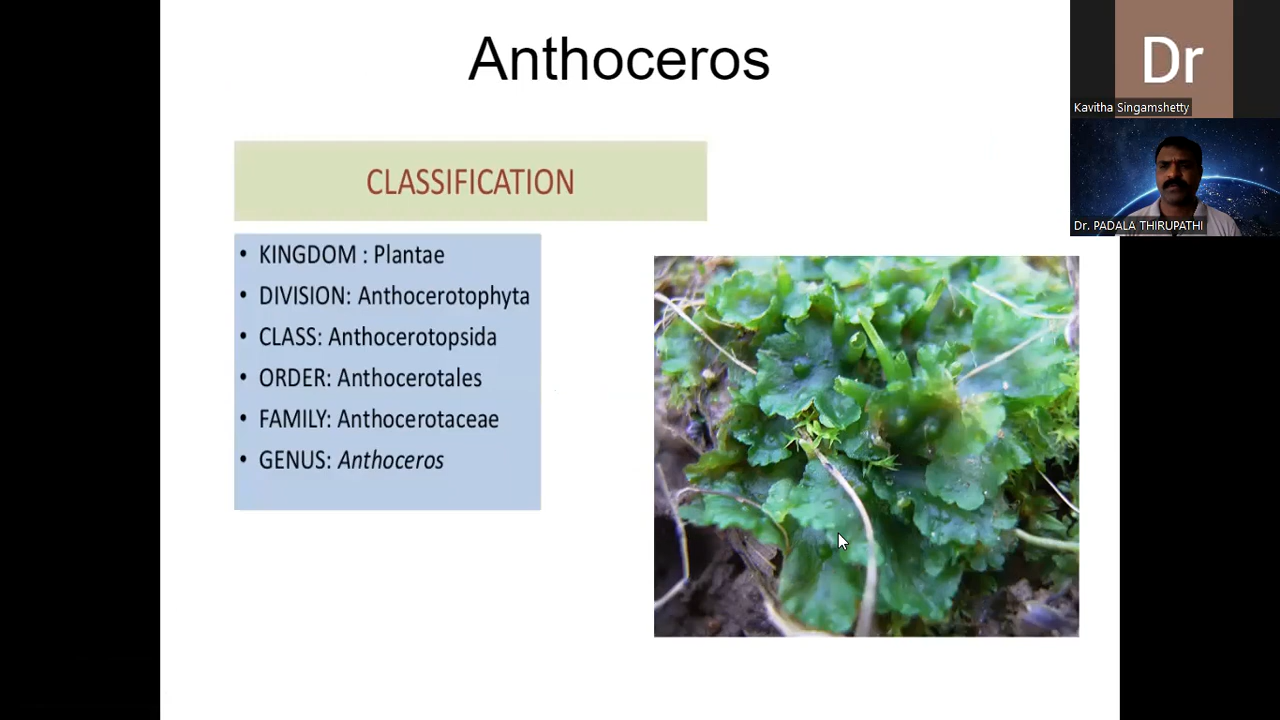 Anthoceros
CLASSIFICATION
• KINGDOM : Plantae
• DIVISION: Anthocerotophyta
• CLASS: Anthocerotopsida
• ORDER: Anthocerotales
• FAMILY: Anthocerotaceae
• GENUS: Anthoceros
Dr
Kavitha Singamshetty
Dr. PADALA THIRUPATHI